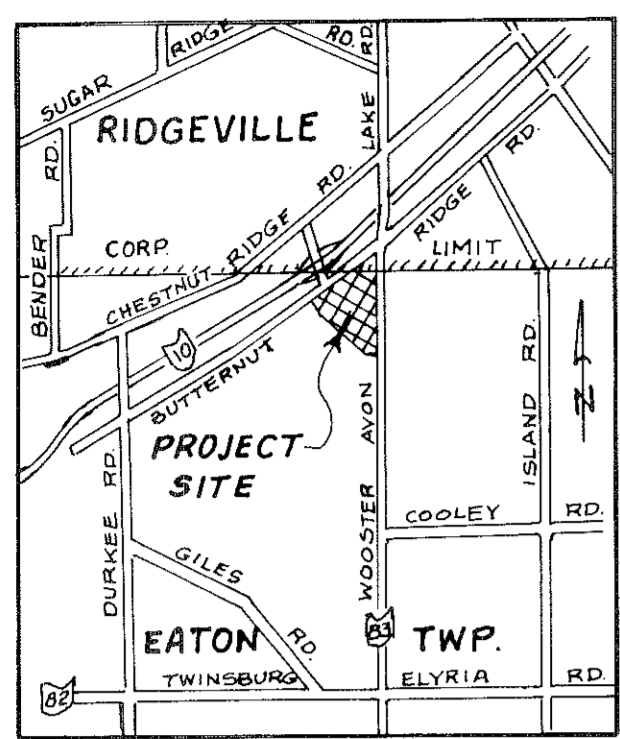 SUGAR RIDGE RD.
LAKE RD.
RIDGEVILLE
BENDER RD.
CORP. LIMIT
CHESTNUT RIDGE RD.
10
BUTTERNUT RIDGE RD.
PROJECT
SITE
WOOSTER AVON
ISLAND RD.
N
DURKEE RD.
COOLEY RD.
GILES RD.
EATON TWP.
83
82
TWINSBURG ELYRIA RD.